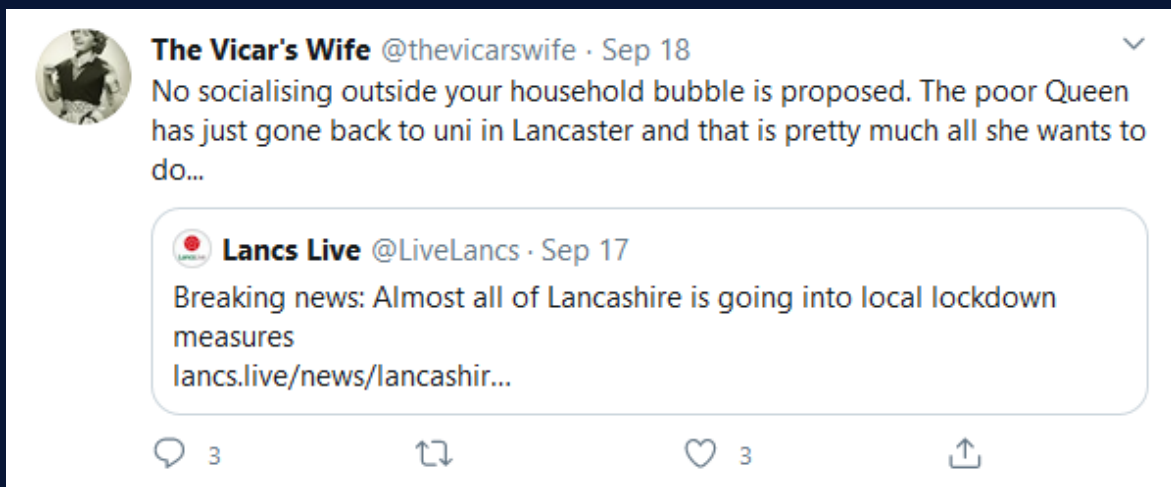 The Vicar's Wife @thevicarswife · Sep 18
No socialising outside your household bubble is proposed. The poor Queen
has just gone back to uni in Lancaster and that is pretty much all she wants to
do...
Lancs Live @LiveLancs · Sep 17
Breaking news: Almost all of Lancashire is going into local lockdown
measures
lancs.live/news/lancashir...
3 3